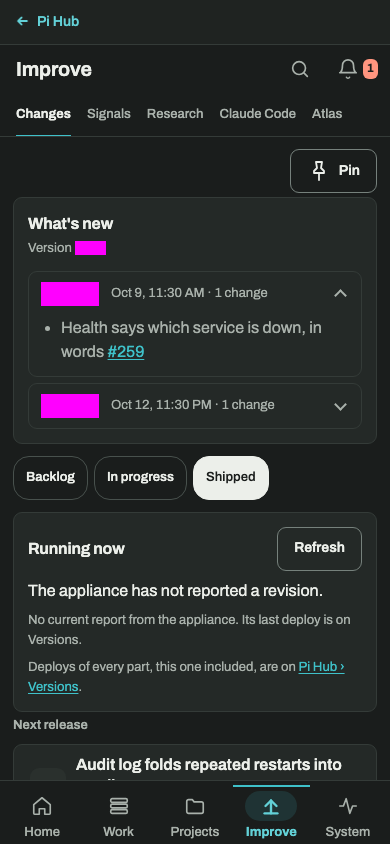 ← Pi Hub
Improve
1
Changes Signals Research Claude Code Atlas
Pin
What's new
Version
Oct 9, 11:30 AM · 1 change
• Health says which service is down, in
words #259
Oct 12, 11:30 PM · 1 change
Backlog In progress Shipped
Running now
Refresh
The appliance has not reported a revision.
No current report from the appliance. Its last deploy is on
Versions.
Deploys of every part, this one included, are on Pi Hub ›
Versions.
Next release
Audit log folds repeated restarts into
Home Work Projects Improve System